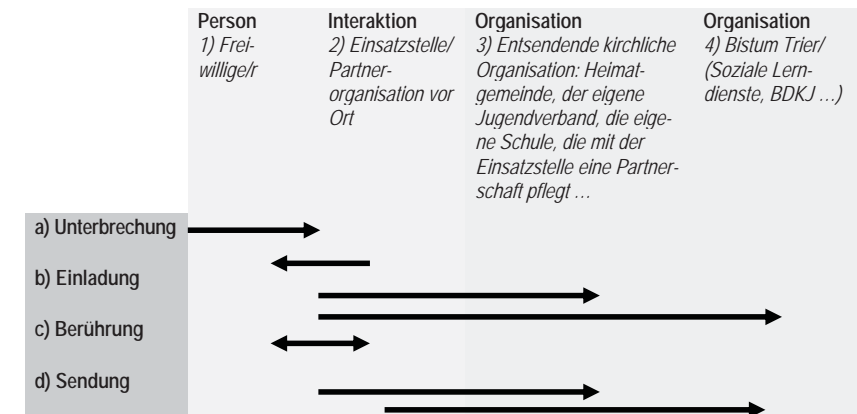 Person
1) Frei-
willige/r
Interaktion
2) Einsatzstelle/
Partner-
organisation vor
Ort
Organisation
3) Entsendende kirchliche
Organisation: Heimat-
gemeinde, der eigene
Jugendverband, die eige-
ne Schule, die mit der
Einsatzstelle eine Partner-
schaft pflegt …
Organisation
4) Bistum Trier/
(Soziale Lern-
dienste, BDKJ …)
a) Unterbrechung
b) Einladung
c) Berührung
d) Sendung